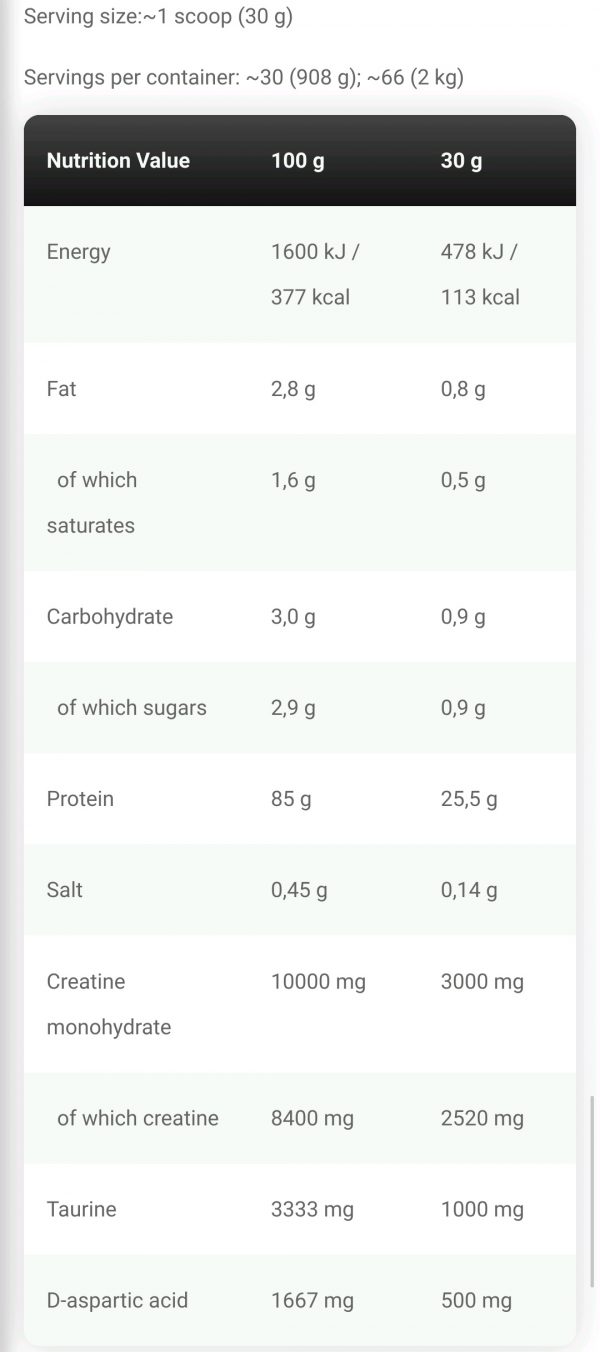 Serving size:~1 scoop (30 g)
Servings per container: ~30 (908 g); ~66 (2 kg)
Nutrition Value 100 g 30 g
Energy 1600 kJ / 478 kJ /
377 kcal 113 kcal
Fat 2,8 g 0,8 g
of which 1,6 g 0,5 g
saturates
Carbohydrate 3,0 g 0,9 g
of which sugars 2,9 g 0,9 g
Protein 85 g 25,5 g
Salt 0,45 g 0,14 g
Creatine 10000 mg 3000 mg
monohydrate
of which creatine 8400 mg 2520 mg
Taurine 3333 mg 1000 mg
D-aspartic acid 1667 mg 500 mg